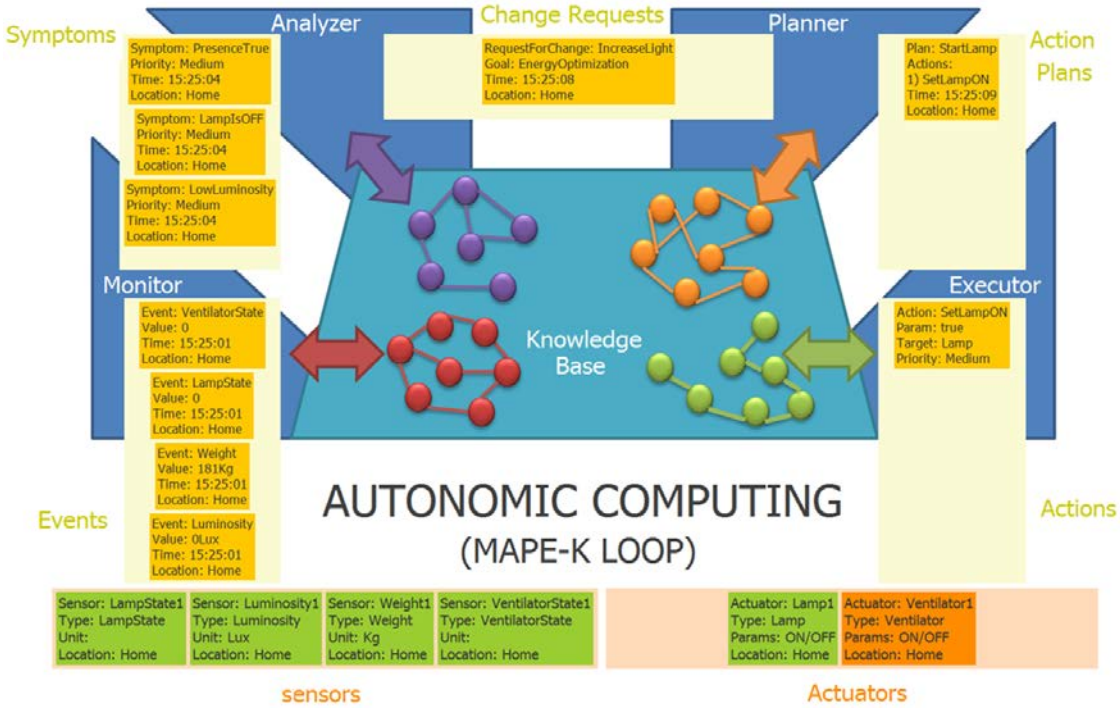 Symptoms
Analyzer
Change Requests
Planner
Action
Plans
Symptom: PresenceTrue
Priority: Medium
Time: 15:25:04
Location: Home
Symptom: LampIsOFF
Priority: Medium
Time: 15:25:04
Location: Home
Symptom: LowLuminosity
Priority: Medium
Time: 15:25:04
Location: Home
RequestForChange: IncreaseLight
Goal: EnergyOptimization
Time: 15:25:08
Location: Home
Plan: StartLamp
Actions:
1) SetLampON
Time: 15:25:09
Location: Home
Monitor
Event: VentilatorState
Value: 0
Time: 15:25:01
Location: Home
Event: LampState
Value: 0
Time: 15:25:01
Location: Home
Event: Weight
Value: 181Kg
Time: 15:25:01
Location: Home
Event: Luminosity
Value: 0Lux
Time: 15:25:01
Location: Home
Events
Knowledge
Base
Executor
Action: SetLampON
Param: true
Target: Lamp
Priority: Medium
Actions
AUTONOMIC COMPUTING
(MAPE-K LOOP)
Sensor: LampState1
Type: LampState
Unit:
Location: Home
Sensor: Luminosity1
Type: Luminosity
Unit: Lux
Location: Home
Sensor: Weight1
Type: Weight
Unit: Kg
Location: Home
Sensor: VentilatorState1
Type: VentilatorState
Unit:
Location: Home
Actuator: Lamp1
Type: Lamp
Params: ON/OFF
Location: Home
Actuator: Ventilator1
Type: Ventilator
Params: ON/OFF
Location: Home
sensors
Actuators